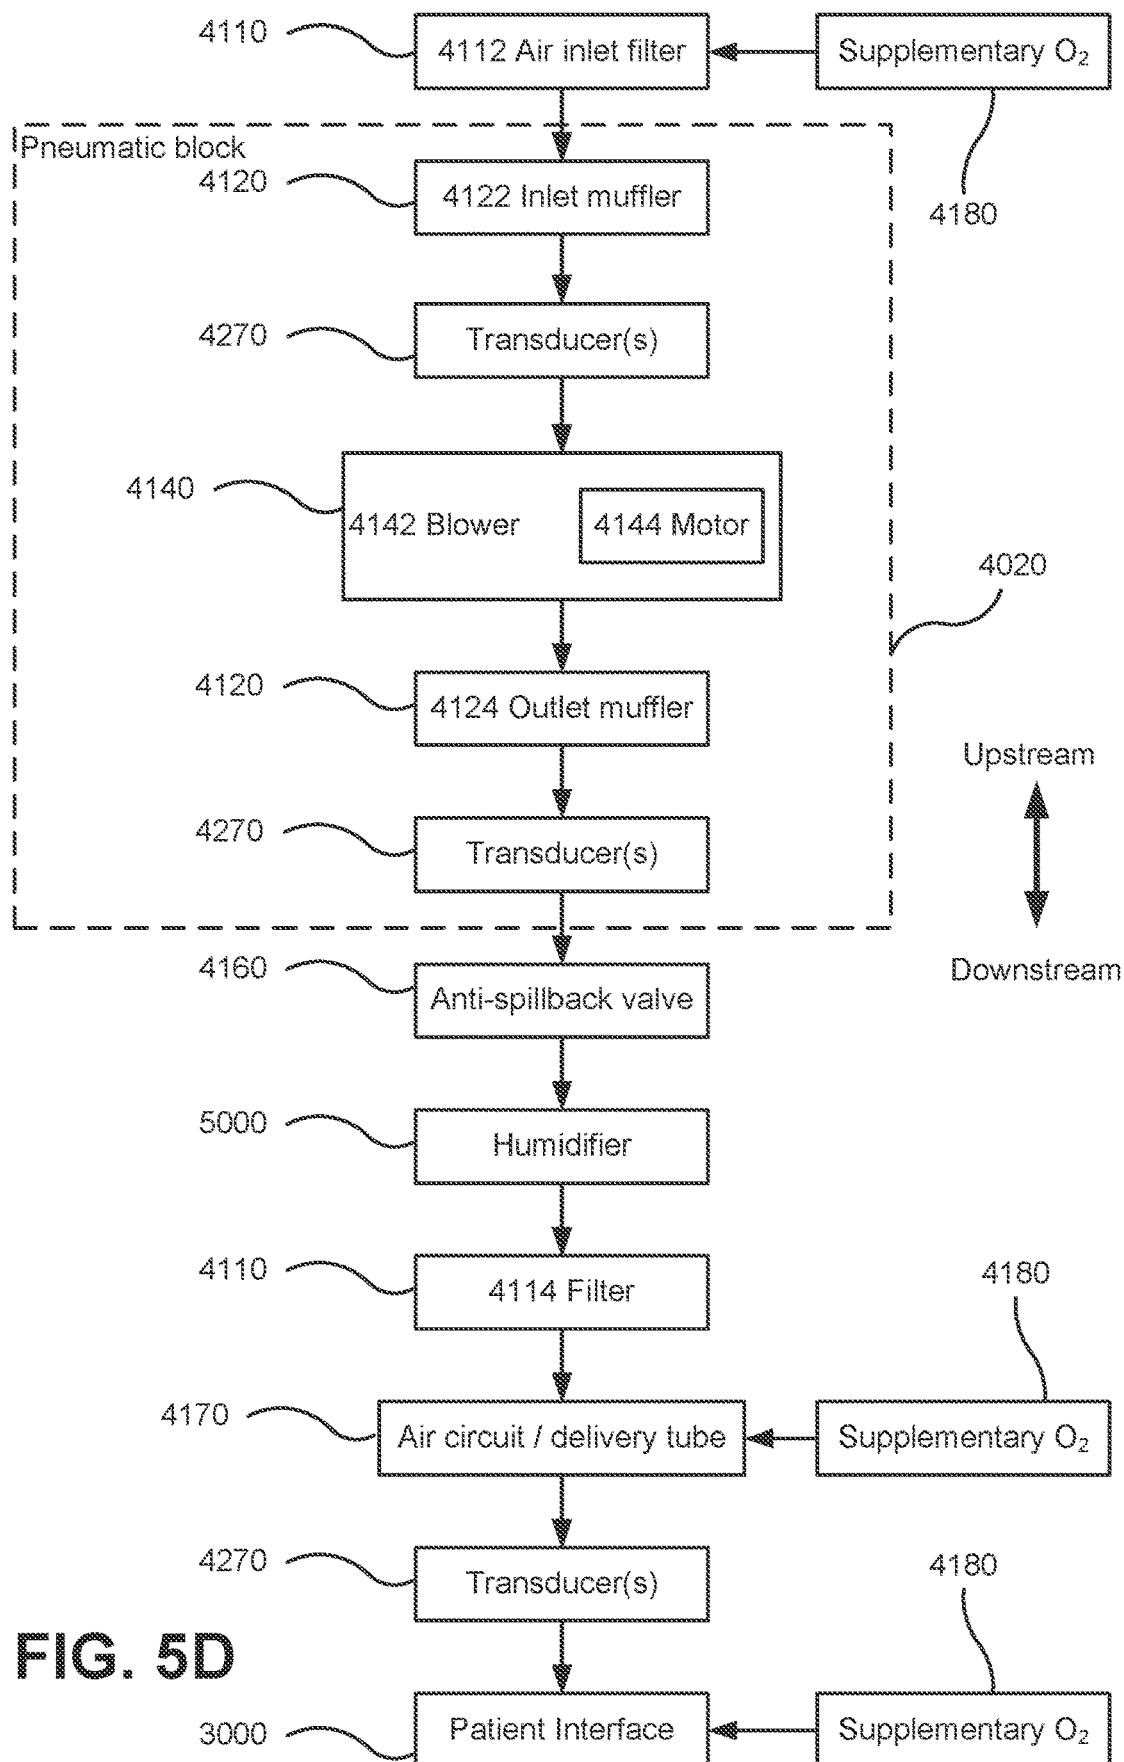 4110
4112 Air inlet filter
Supplementary O₂
Pneumatic block
4120
4122 Inlet muffler
4180
4270
Transducer(s)
4140
4142 Blower
4144 Motor
4020
4120
4124 Outlet muffler
Upstream
4270
Transducer(s)
Downstream
4160
Anti-spillback valve
5000
Humidifier
4110
4114 Filter
4180
4170
Air circuit / delivery tube
Supplementary O₂
4270
Transducer(s)
4180
FIG. 5D
3000
Patient Interface
Supplementary O₂